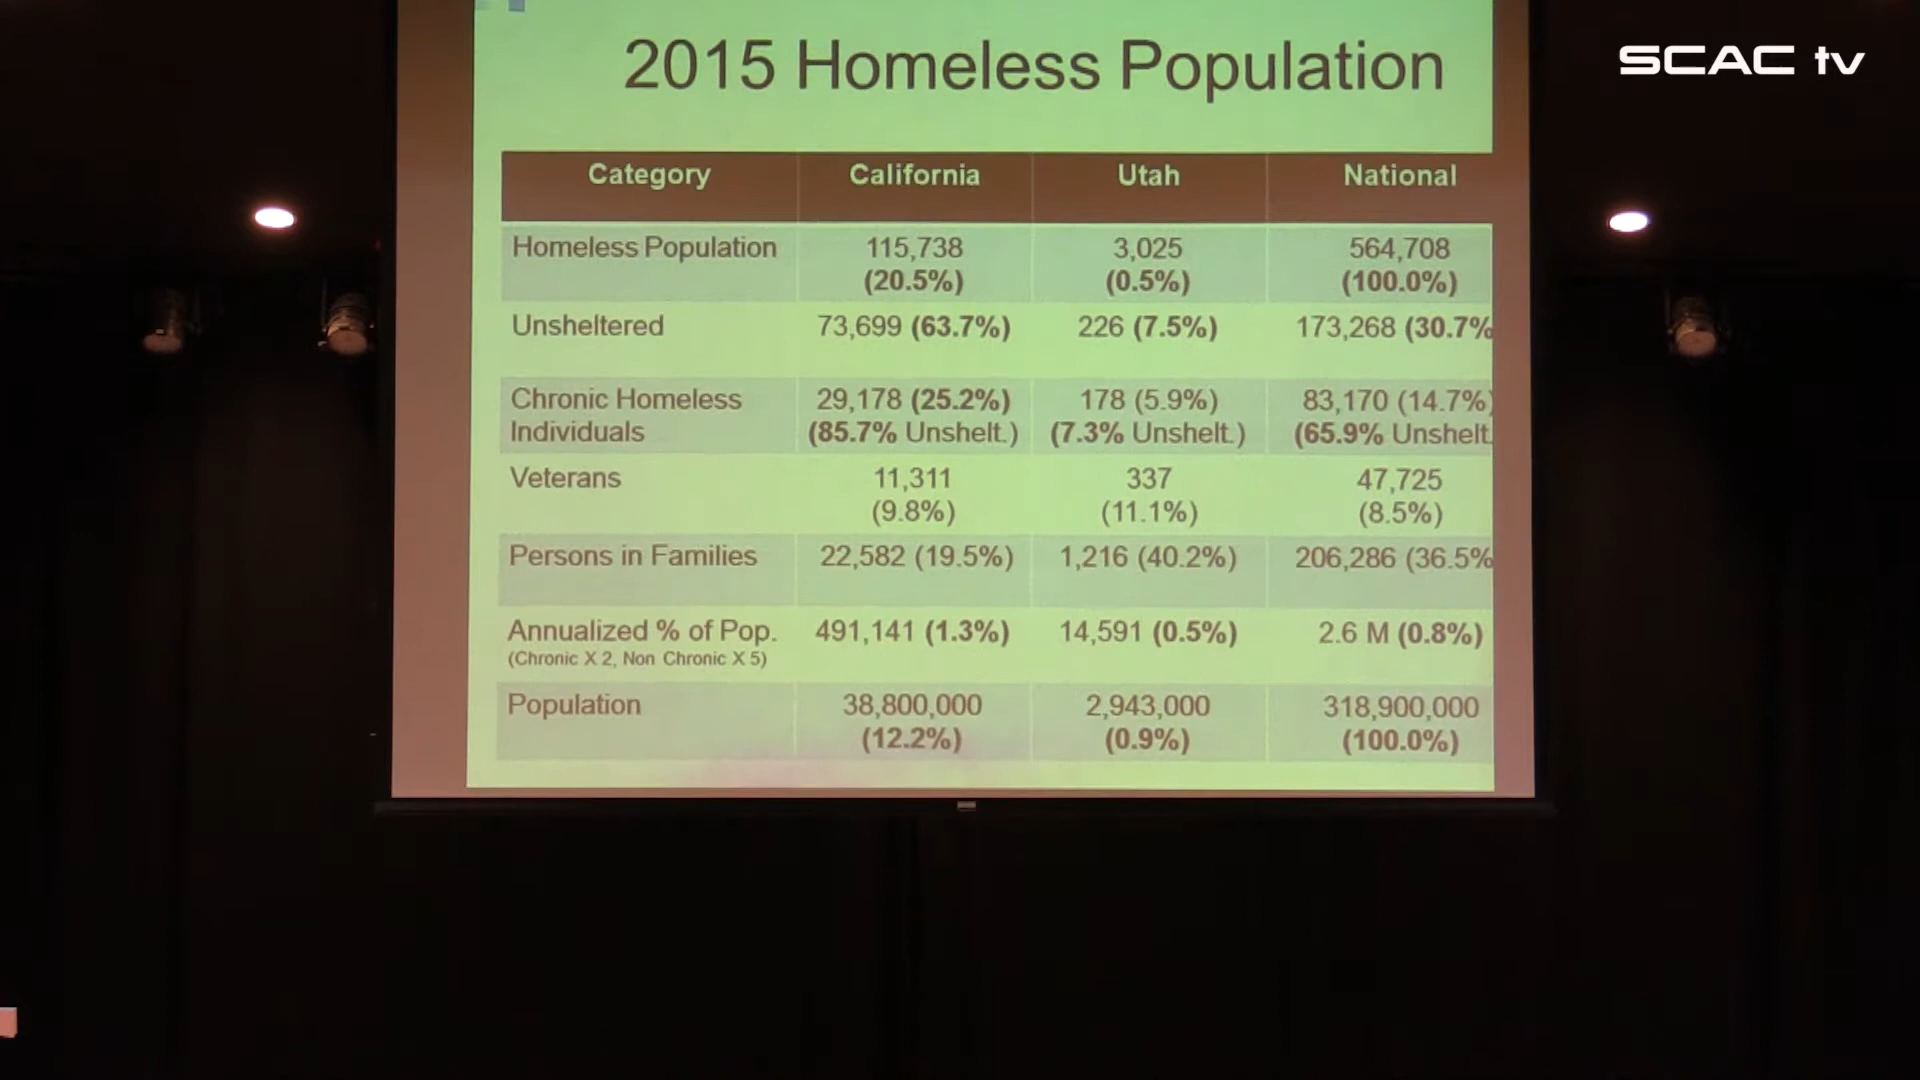 SCAC tv
2015 Homeless Population
Category California Utah National
Homeless Population 115,738 3,025 564,708
(20.5%) (0.5%) (100.0%)
Unsheltered 73,699 (63.7%) 226 (7.5%) 173,268 (30.7%
Chronic Homeless 29,178 (25.2%) 178 (5.9%) 83,170 (14.7%)
Individuals (85.7% Unshelt.) (7.3% Unshelt.) (65.9% Unshelt.
Veterans 11,311 337 47,725
(9.8%) (11.1%) (8.5%)
Persons in Families 22,582 (19.5%) 1,216 (40.2%) 206,286 (36.5%
Annualized % of Pop. 491,141 (1.3%) 14,591 (0.5%) 2.6 M (0.8%)
(Chronic X 2, Non Chronic X 5)
Population 38,800,000 2,943,000 318,900,000
(12.2%) (0.9%) (100.0%)